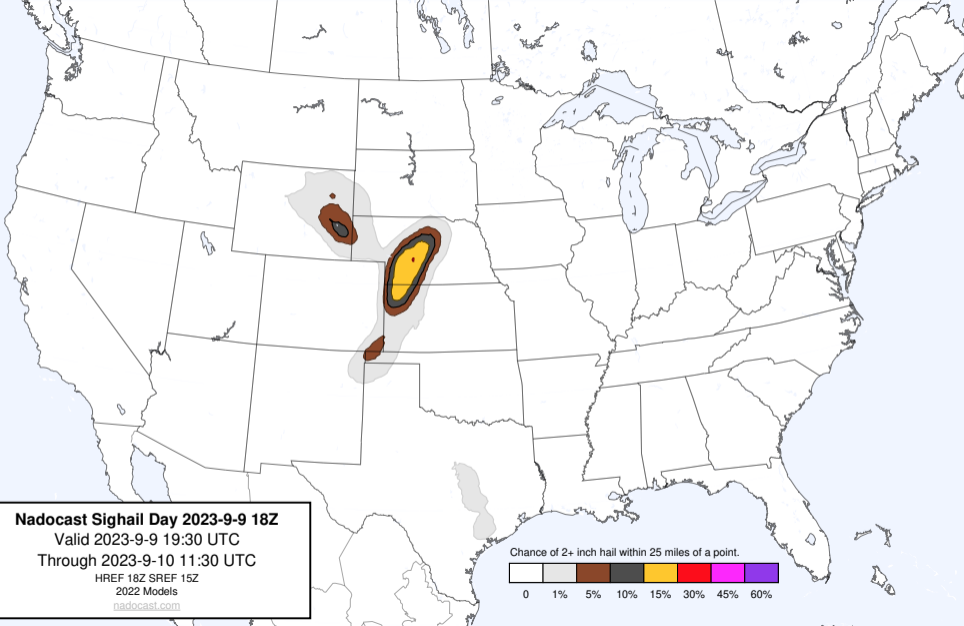 Nadocast Sighail Day 2023-9-9 18Z
Valid 2023-9-9 19:30 UTC
Through 2023-9-10 11:30 UTC
HREF 18Z SREF 15Z
2022 Models
nadocast.com
Chance of 2+ inch hail within 25 miles of a point.
0 1% 5% 10% 15% 30% 45% 60%